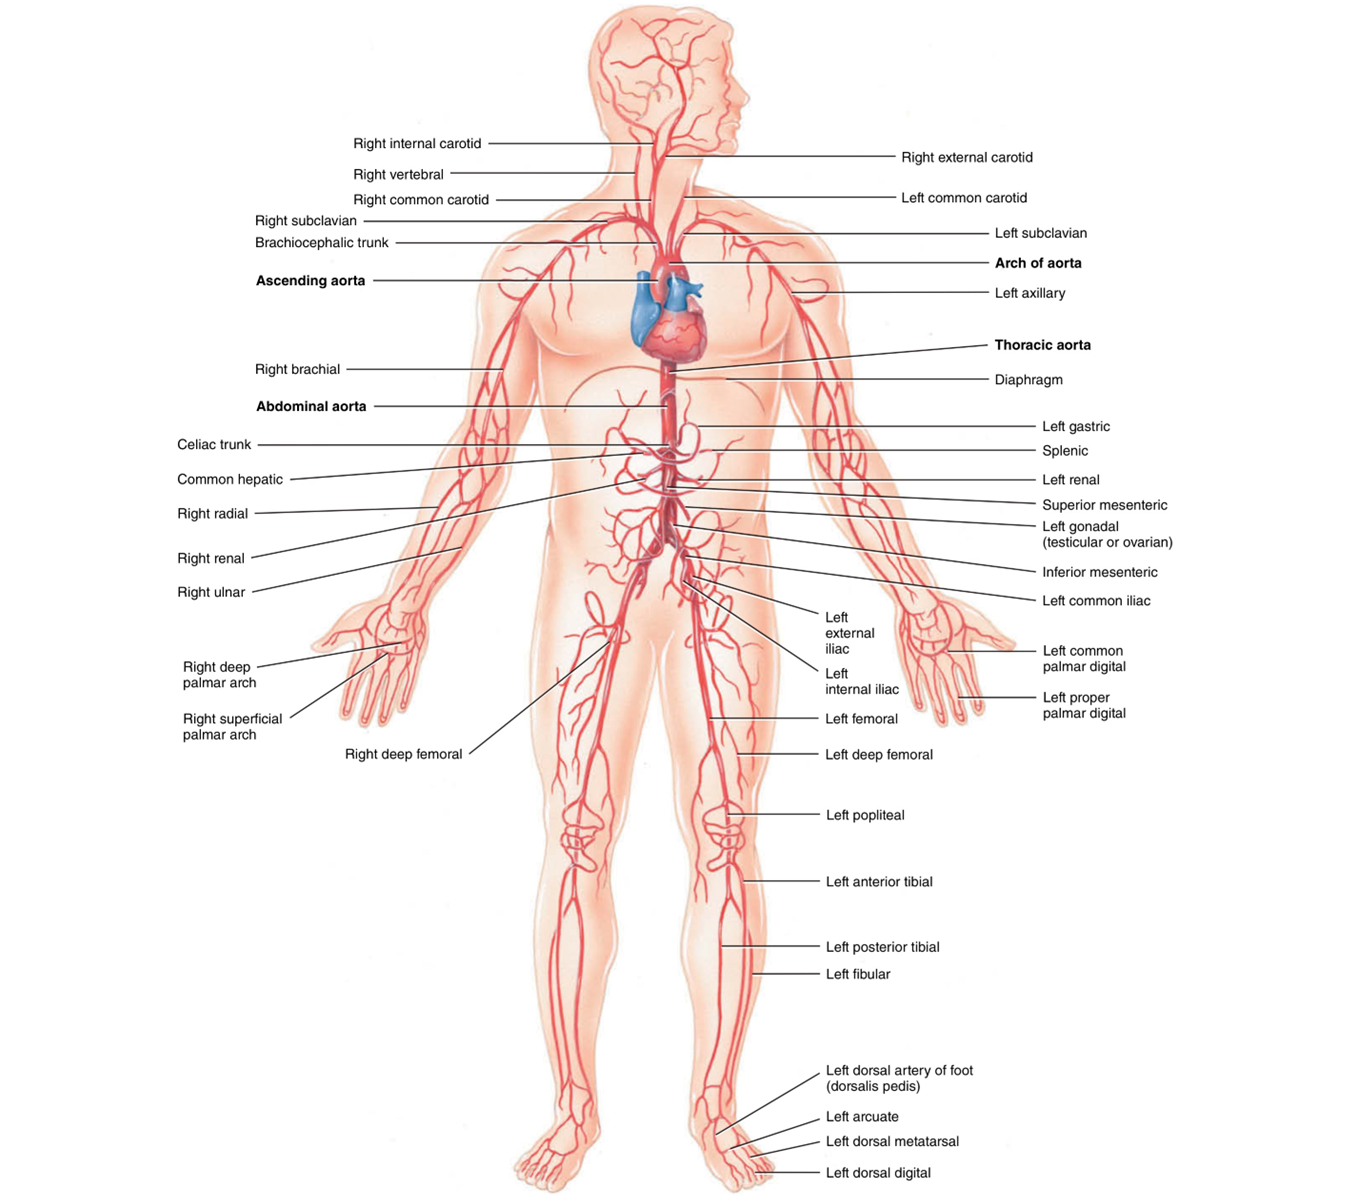 Right internal carotid
Right vertebral
Right common carotid
Right subclavian
Brachiocephalic trunk
Ascending aorta
Right brachial
Abdominal aorta
Celiac trunk
Common hepatic
Right radial
Right renal
Right ulnar
Right deep
palmar arch
Right superficial
palmar arch
Right deep femoral
Right external carotid
Left common carotid
Left subclavian
Arch of aorta
Left axillary
Thoracic aorta
Diaphragm
Left gastric
Splenic
Left renal
Superior mesenteric
Left gonadal
(testicular or ovarian)
Inferior mesenteric
Left common iliac
Left
external
iliac
Left
internal iliac
Left common
palmar digital
Left proper
palmar digital
Left femoral
Left deep femoral
Left popliteal
Left anterior tibial
Left posterior tibial
Left fibular
Left dorsal artery of foot
(dorsalis pedis)
Left arcuate
Left dorsal metatarsal
Left dorsal digital